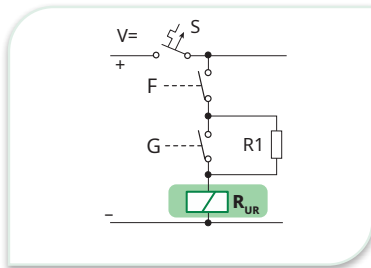 V=
S
+
F
G
R1
R_UR
–